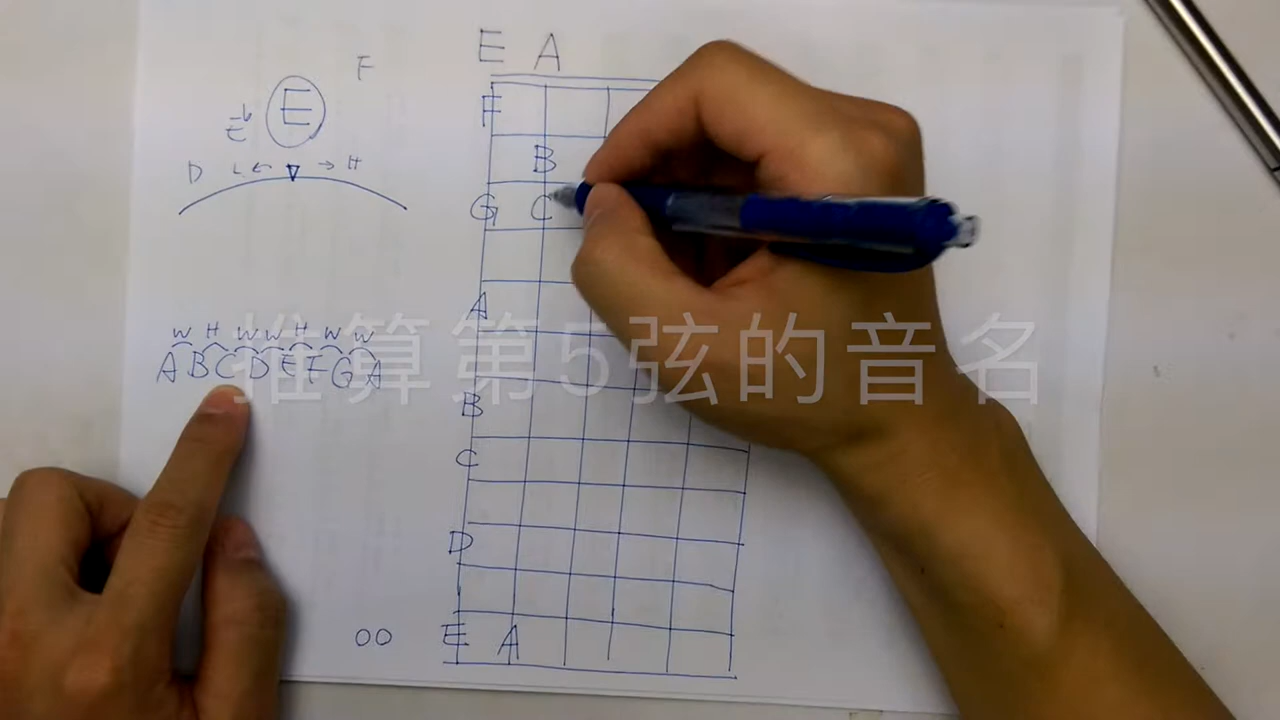 E A
F
E
E
F
D L H
B
G C
W H W W H W W
A B C D E F G A
A
推算第5弦的音名
B
C
D
OO
E A